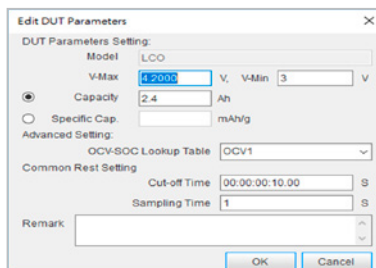 Edit DUT Parameters
DUT Parameters Setting:
Model LCO
V-Max 4.2000 V, V-Min 3 V
Capacity 2.4 Ah
Specific Cap. mAh/g
Advanced Setting:
OCV-SOC Lookup Table OCV1
Common Rest Setting
Cut-off Time 00:00:00:10.00 S
Sampling Time 1 S
Remark
OK Cancel